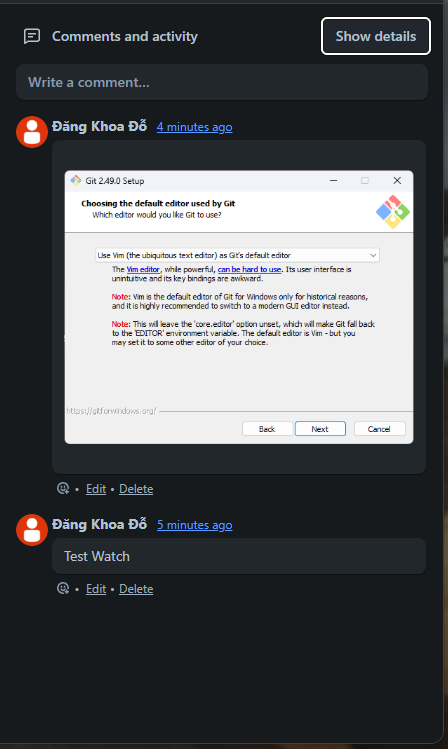 Comments and activity
Show details
Write a comment...
Đăng Khoa Đỗ 4 minutes ago
Git 2.49.0 Setup
Choosing the default editor used by Git
Which editor would you like Git to use?
Use Vim (the ubiquitous text editor) as Git's default editor
The Vim editor, while powerful, can be hard to use. Its user interface is
unintuitive and its key bindings are awkward.
Note: Vim is the default editor of Git for Windows only for historical reasons,
and it is highly recommended to switch to a modern GUI editor instead.
Note: This will leave the 'core.editor' option unset, which will make Git fall back
to the 'EDITOR' environment variable. The default editor is Vim - but you
may set it to some other editor of your choice.
https://gitforwindows.org/
Back Next Cancel
• Edit • Delete
Đăng Khoa Đỗ 5 minutes ago
Test Watch
• Edit • Delete